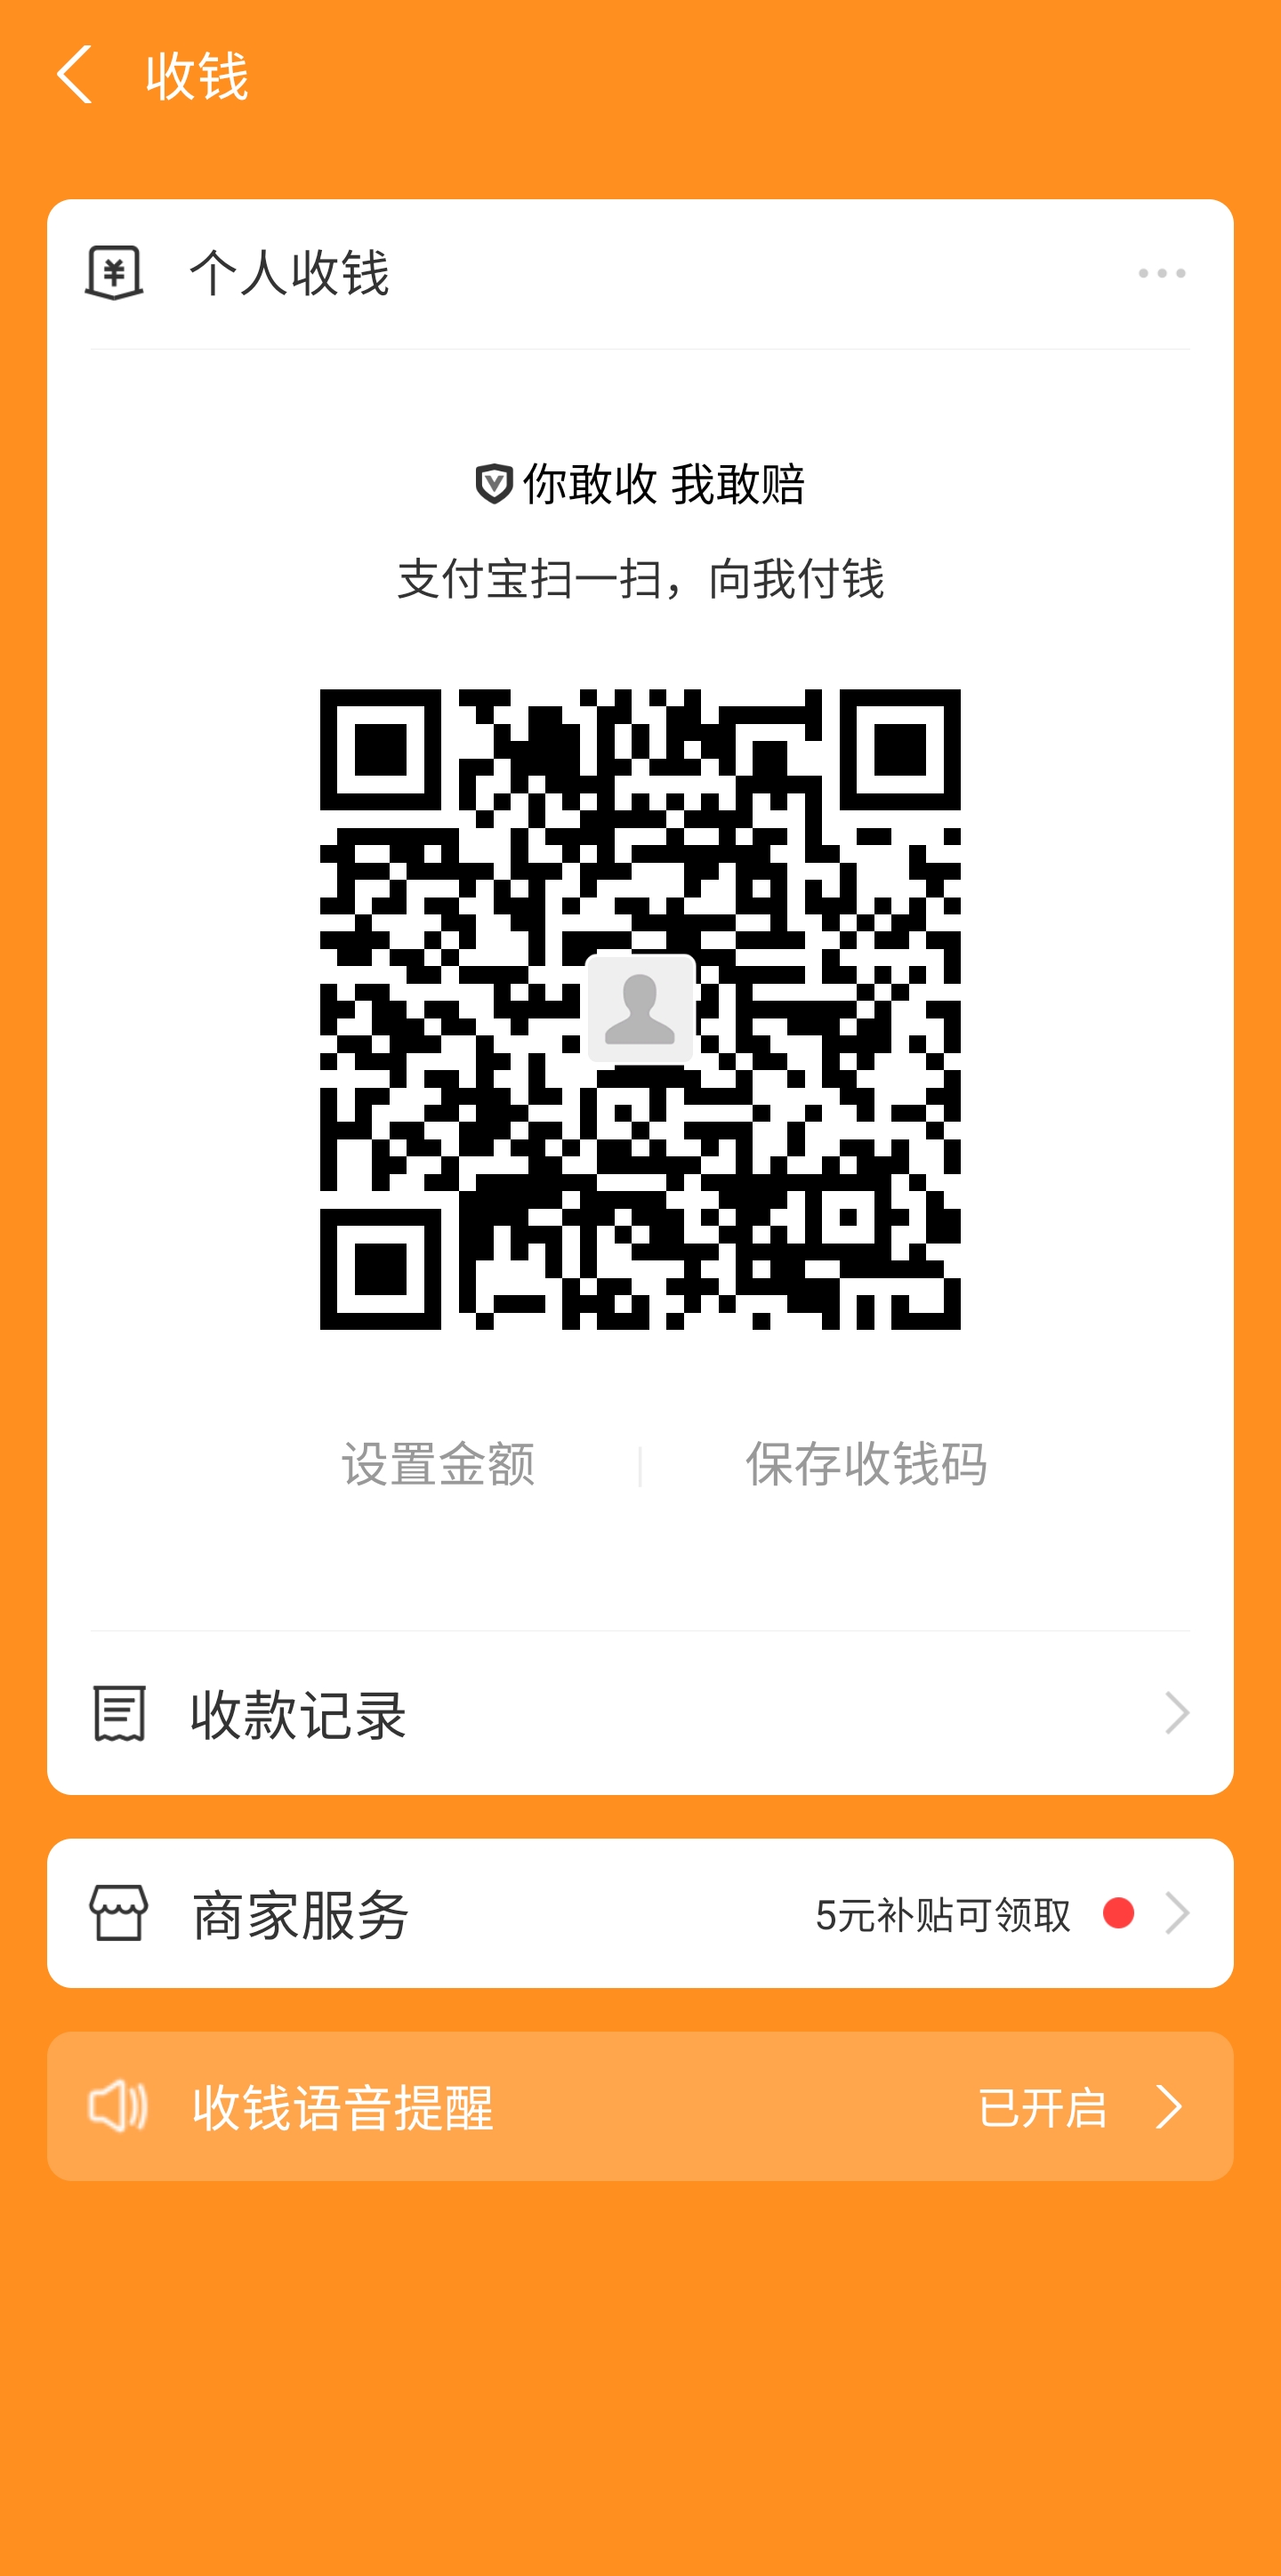 收钱
个人收钱
你敢收 我敢赔
支付宝扫一扫，向我付钱
设置金额
保存收钱码
收款记录
商家服务
5元补贴可领取
收钱语音提醒
已开启